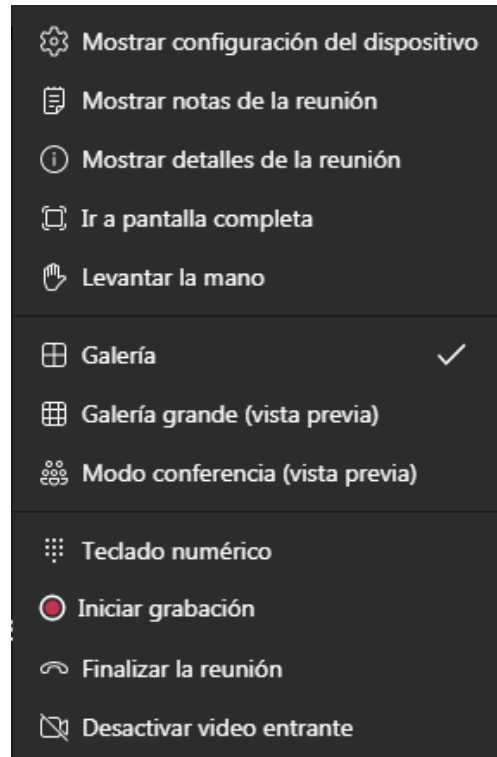 Mostrar configuración del dispositivo
Mostrar notas de la reunión
Mostrar detalles de la reunión
Ir a pantalla completa
Levantar la mano
Galería
Galería grande (vista previa)
Modo conferencia (vista previa)
Teclado numérico
Iniciar grabación
Finalizar la reunión
Desactivar video entrante